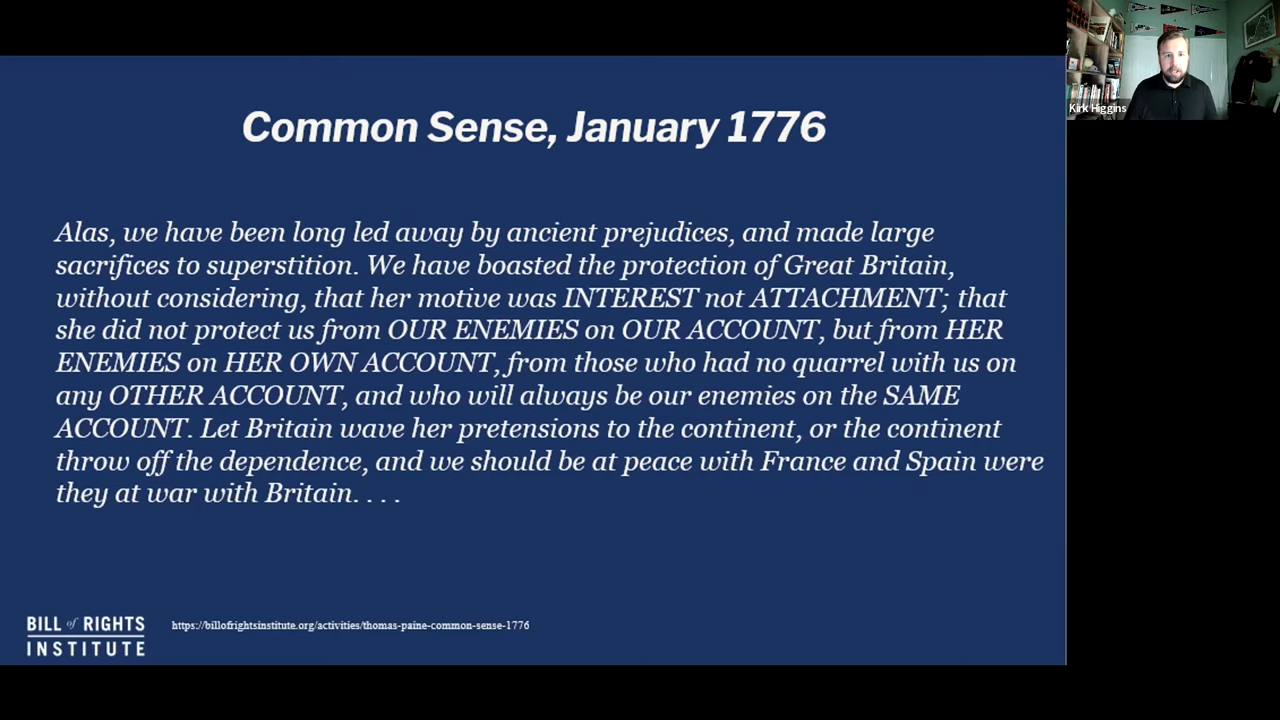 Common Sense, January 1776
Alas, we have been long led away by ancient prejudices, and made large
sacrifices to superstition. We have boasted the protection of Great Britain,
without considering, that her motive was INTEREST not ATTACHMENT; that
she did not protect us from OUR ENEMIES on OUR ACCOUNT, but from HER
ENEMIES on HER OWN ACCOUNT, from those who had no quarrel with us on
any OTHER ACCOUNT, and who will always be our enemies on the SAME
ACCOUNT. Let Britain wave her pretensions to the continent, or the continent
throw off the dependence, and we should be at peace with France and Spain were
they at war with Britain. . . .
BILL of RIGHTS
INSTITUTE
https://billofrightsinstitute.org/activities/thomas-paine-common-sense-1776
Kirk Higgins